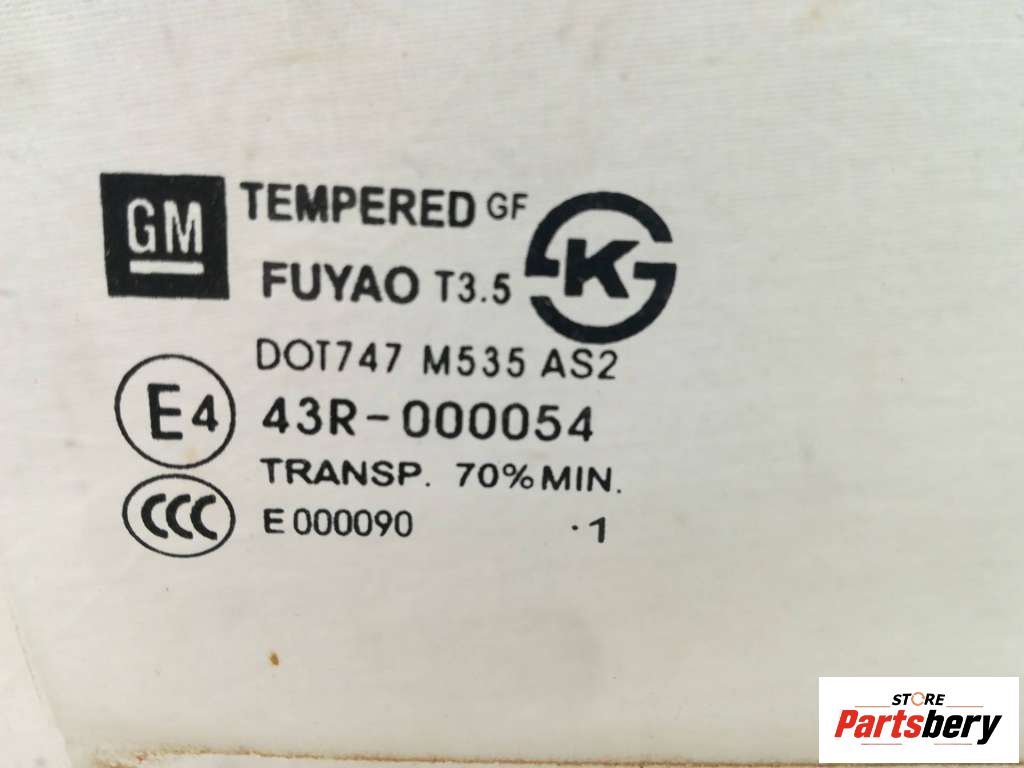 GM
TEMPERED GF
FUYAO T3.5
K
DOT747 M535 AS2
E4 43R-000054
TRANSP. 70% MIN.
CCC E000090 .1
STORE
Partsbery